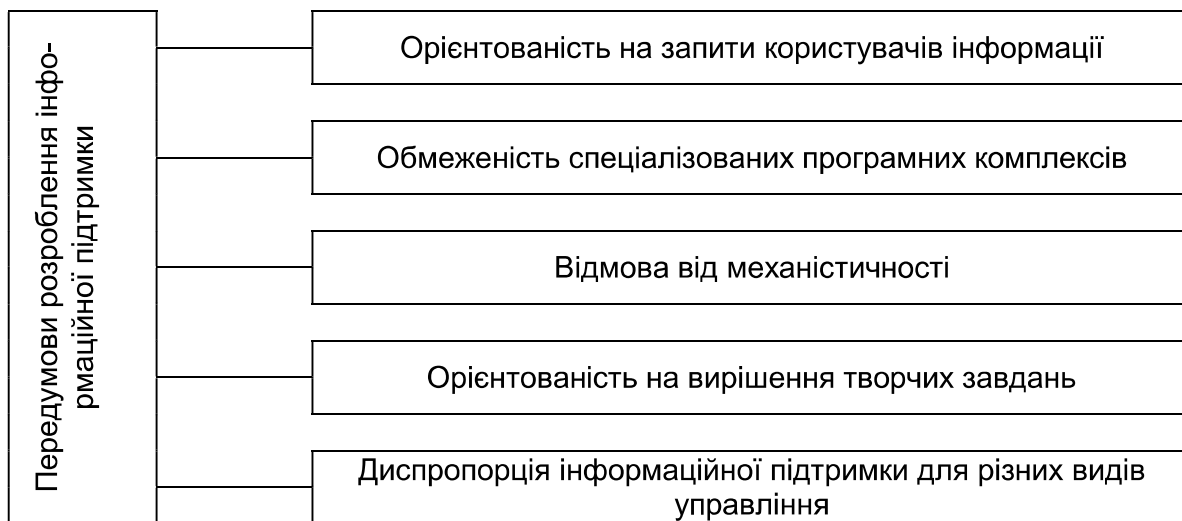 Передумови розроблення інфо-
рмаційної підтримки
Орієнтованість на запити користувачів інформації
Обмеженість спеціалізованих програмних комплексів
Відмова від механістичності
Орієнтованість на вирішення творчих завдань
Диспропорція інформаційної підтримки для різних видів
управління